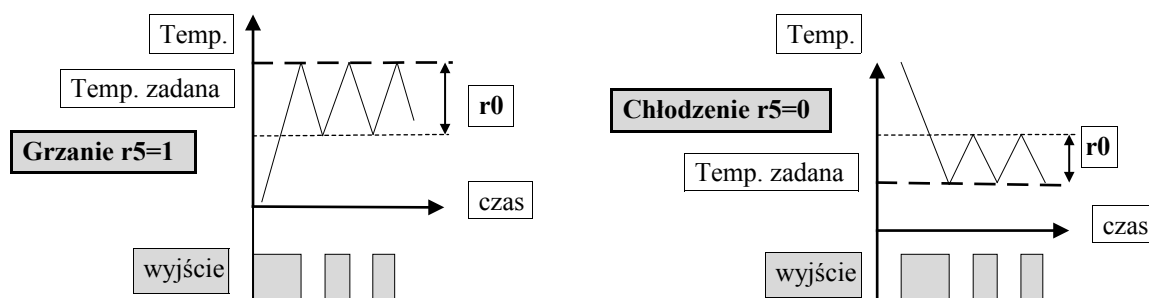 Temp.
Temp. zadana
r0
Grzanie r5=1
czas
wyjście
Temp.
Chłodzenie r5=0
r0
Temp. zadana
czas
wyjście